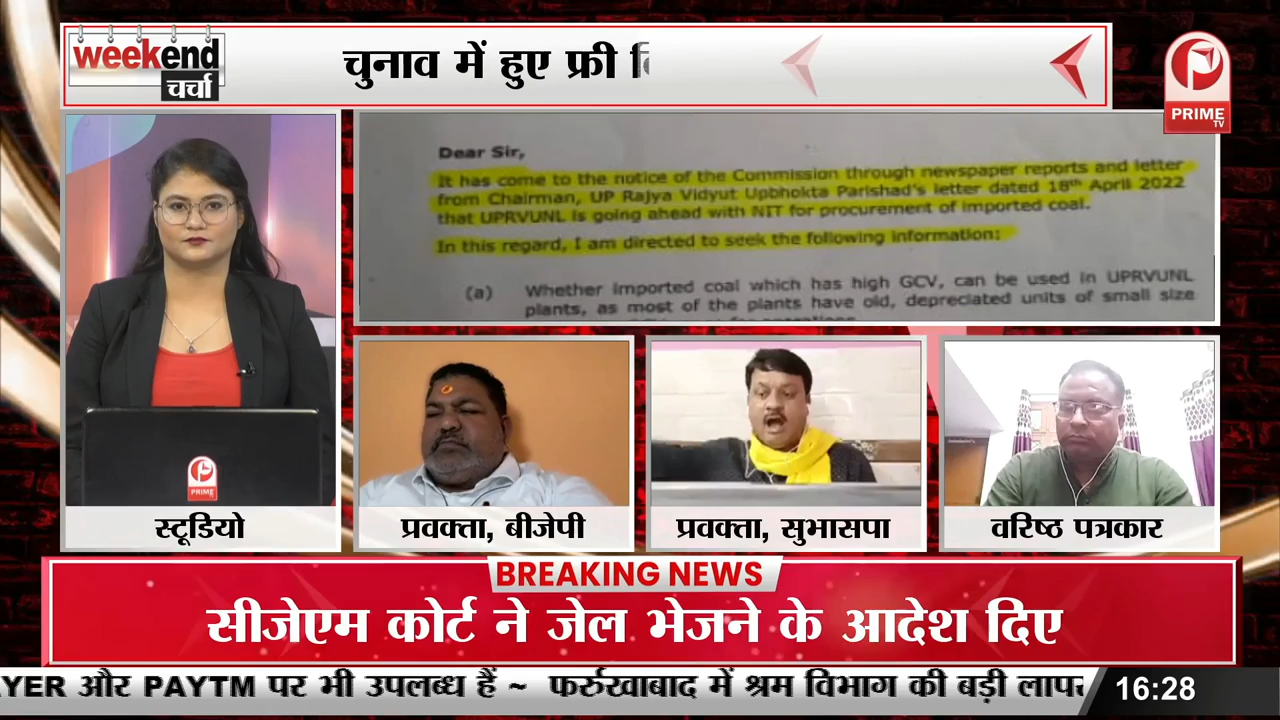 weekend
चर्चा
चुनाव में हुए फ्री
PRIME
TV
Dear Sir,
It has come to the notice of the Commission through newspaper reports and letter
from Chairman, UP Rajya Vidyut Upbhokta Parishad's letter dated 18th April 2022
that UPRVUNL is going ahead with NIT for procurement of imported coal.
In this regard, I am directed to seek the following information:
(a) Whether imported coal which has high GCV, can be used in UPRVUNL
plants, as most of the plants have old, depreciated units of small size
PRIME
स्टूडियो
प्रवक्ता, बीजेपी
प्रवक्ता, सुभासपा
वरिष्ठ पत्रकार
BREAKING NEWS
सीजेएम कोर्ट ने जेल भेजने के आदेश दिए
AYER और PAYTM पर भी उपलब्ध हैं ~ फर्रुखाबाद में श्रम विभाग की बड़ी लापर
16:28